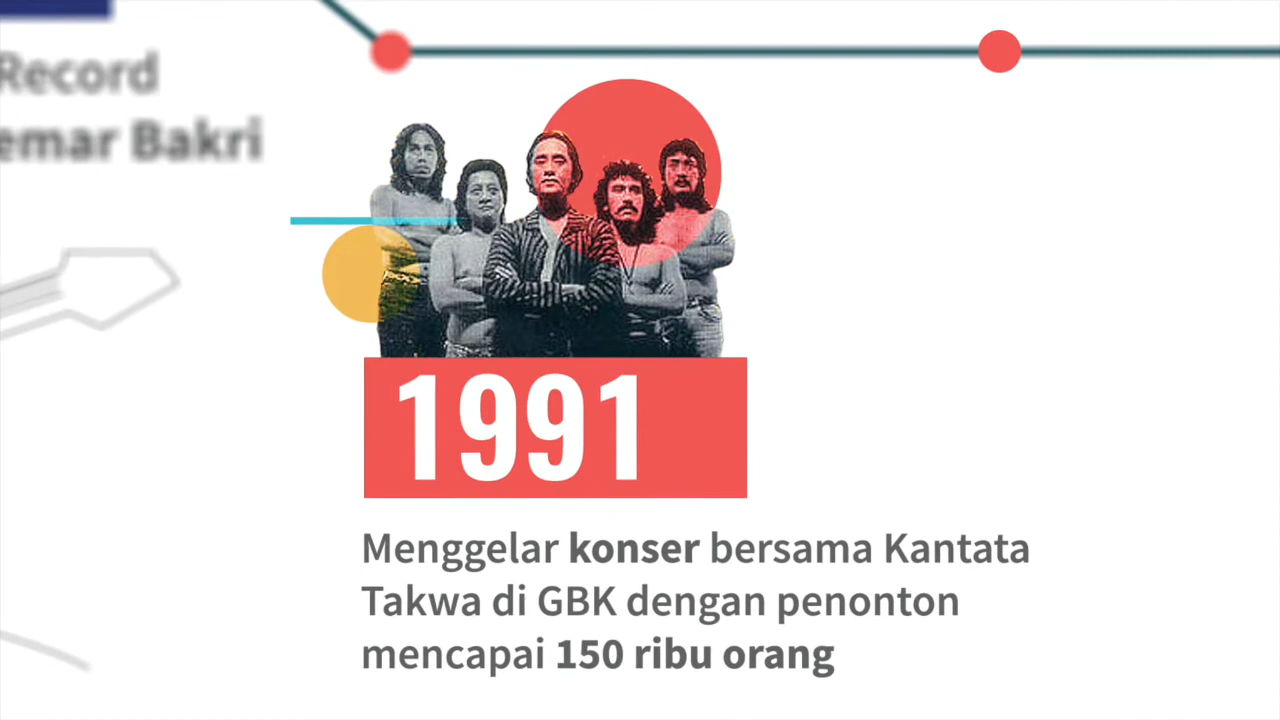 Record
emar Bakri
1991
Menggelar konser bersama Kantata
Takwa di GBK dengan penonton
mencapai 150 ribu orang